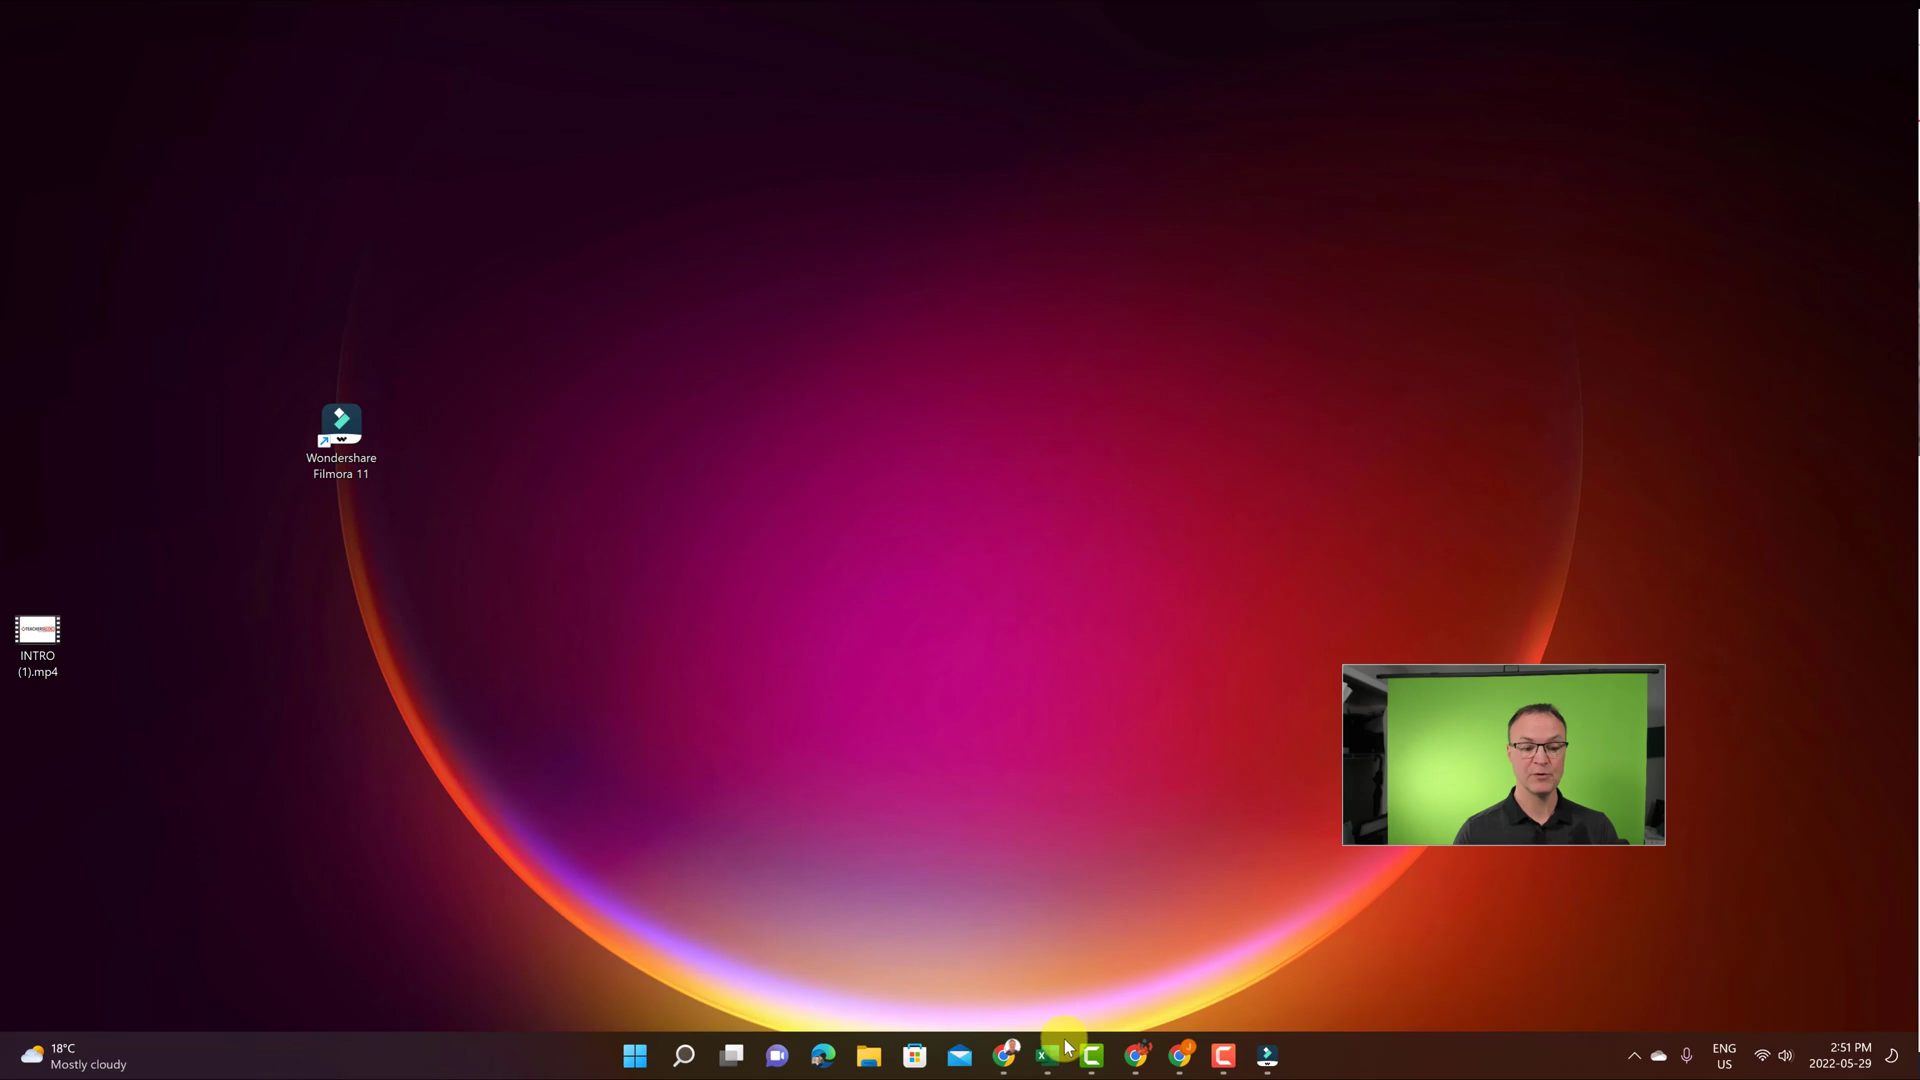 Wondershare
Filmora 11
INTRO
(1).mp4
18°C
Mostly cloudy
ENG
US
2:51 PM
2022-05-29